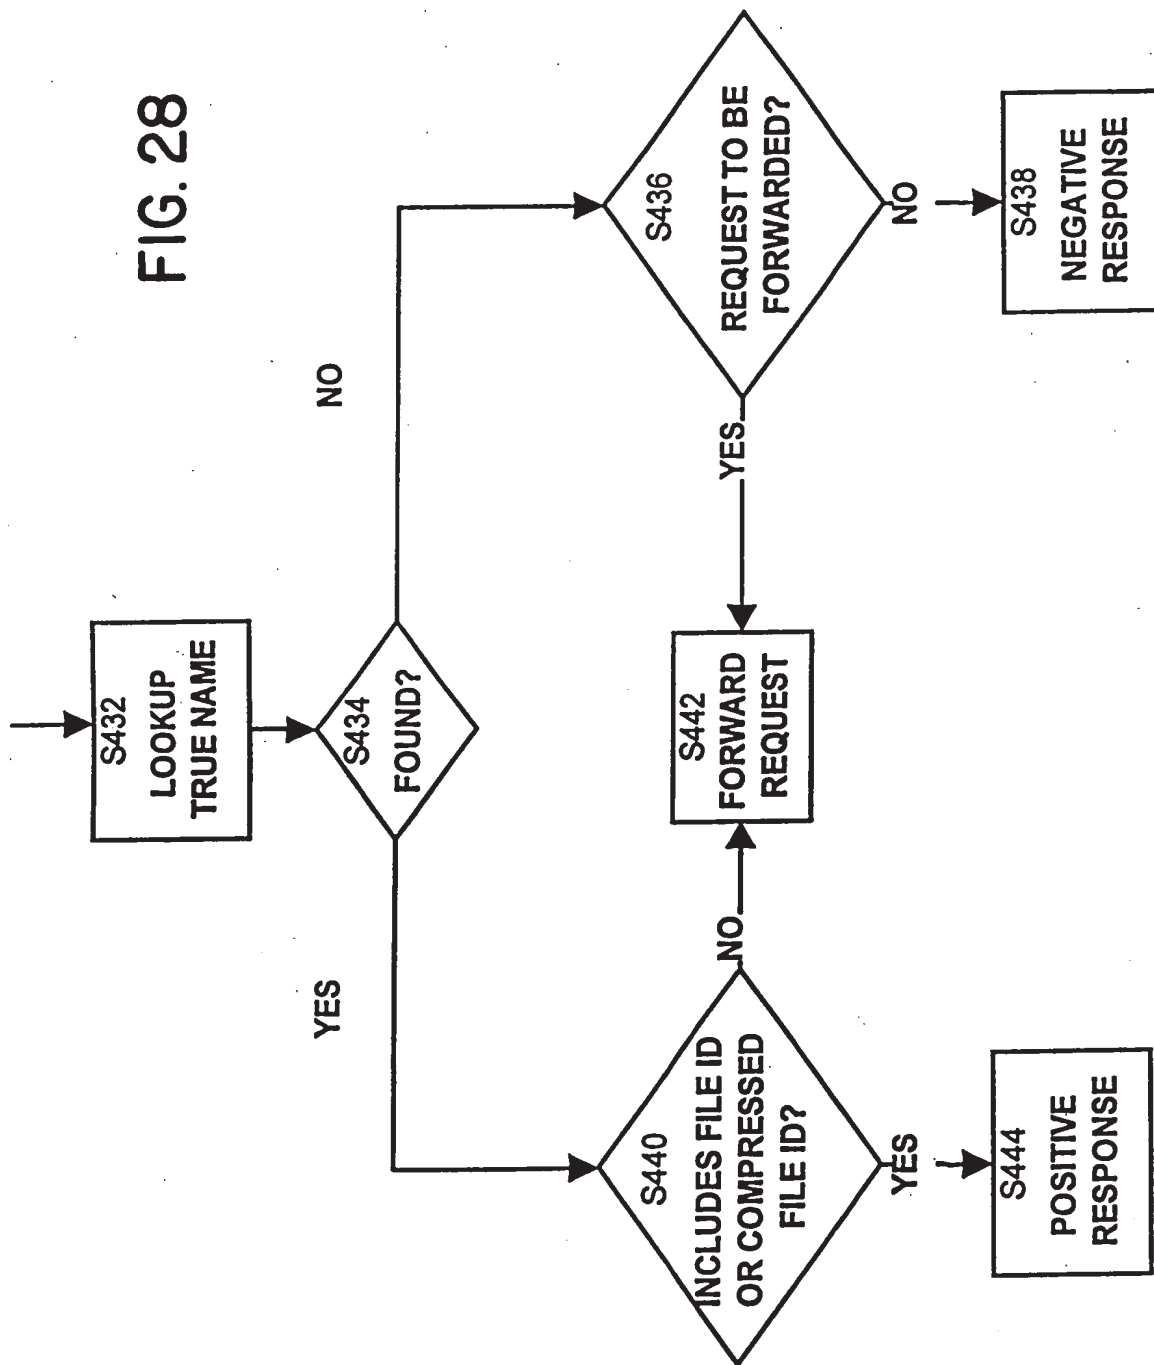 FIG. 28
S432
LOOKUP
TRUE NAME
S434
FOUND?
YES
NO
S440
INCLUDES FILE ID
OR COMPRESSED
FILE ID?
NO
YES
S442
FORWARD
REQUEST
S436
REQUEST TO BE
FORWARDED?
YES
NO
S444
POSITIVE
RESPONSE
S438
NEGATIVE
RESPONSE